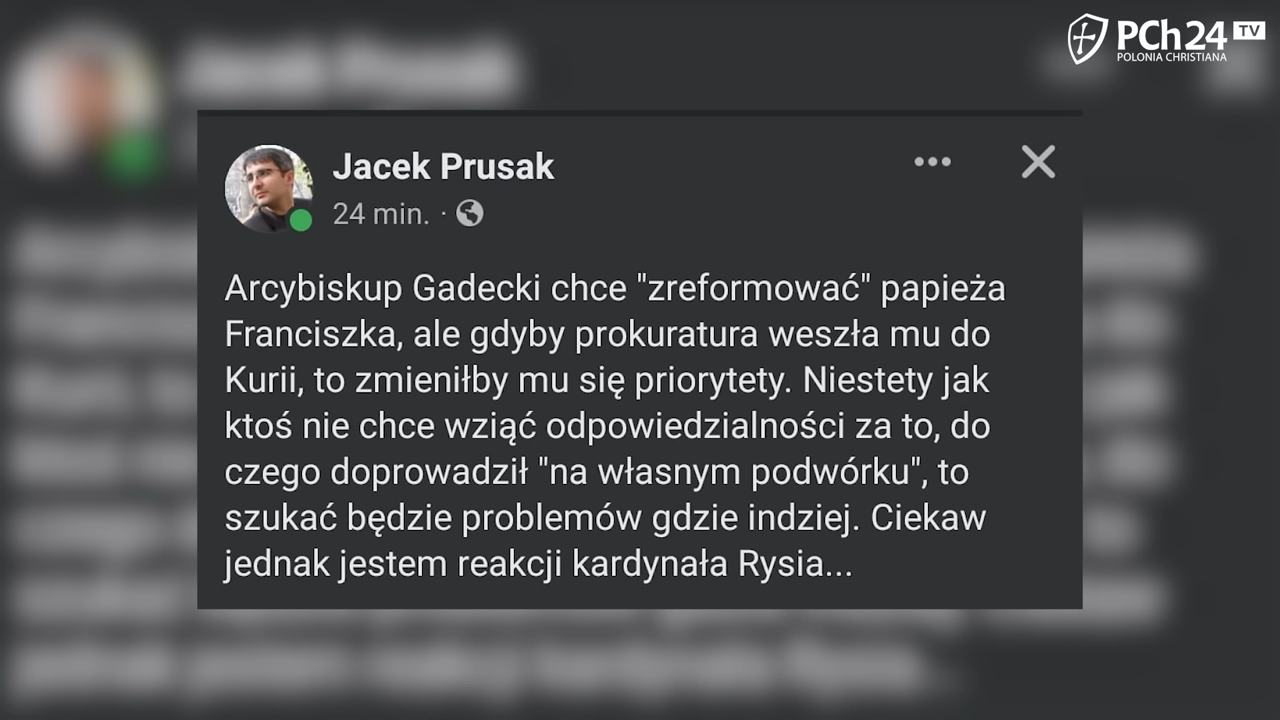 PCh24 TV
POLONIA CHRISTIANA
Jacek Prusak
24 min. ·
Arcybiskup Gadecki chce "zreformować" papieża
Franciszka, ale gdyby prokuratura weszła mu do
Kurii, to zmieniłby mu się priorytety. Niestety jak
ktoś nie chce wziąć odpowiedzialności za to, do
czego doprowadził "na własnym podwórku", to
szukać będzie problemów gdzie indziej. Ciekaw
jednak jestem reakcji kardynała Rysia...